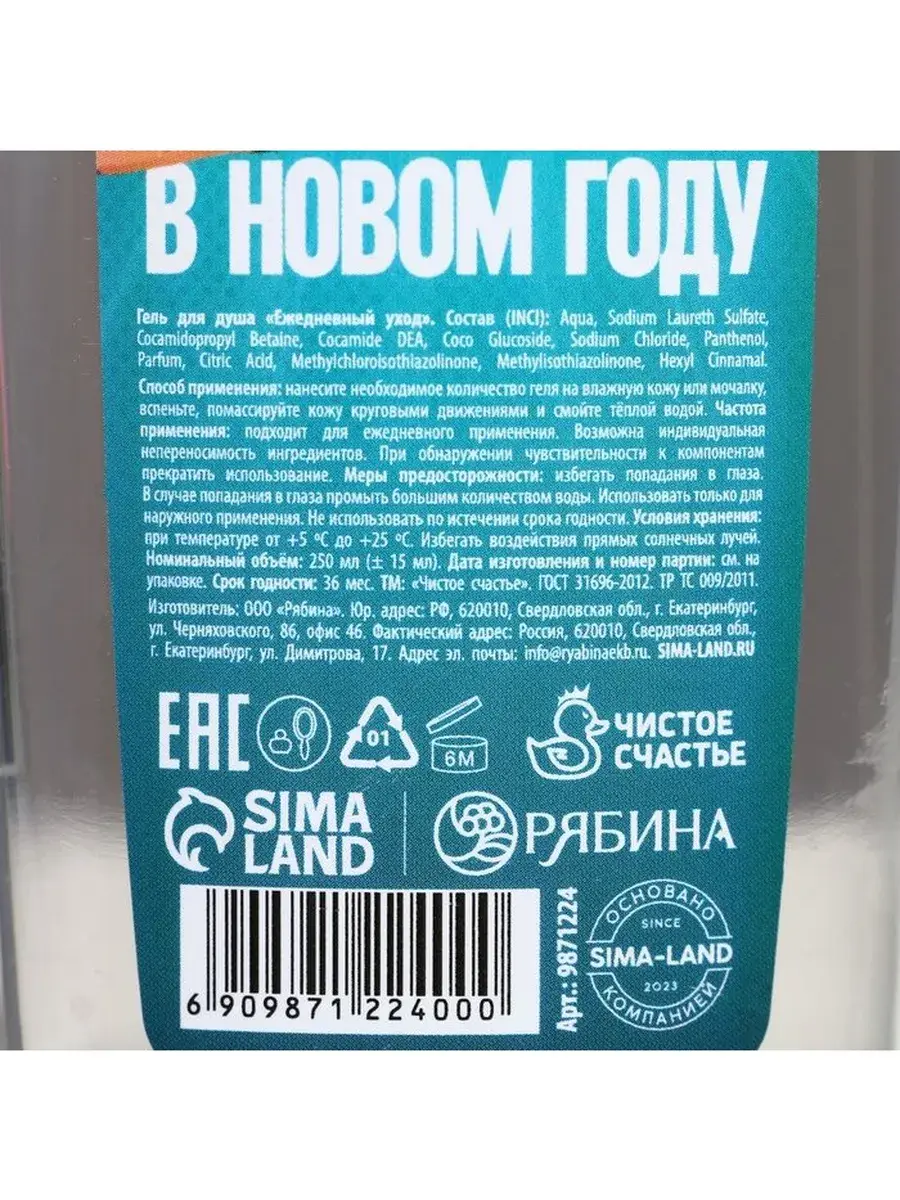 В НОВОМ ГОДУ
Гель для душа «Ежедневный уход». Состав (INCI): Aqua, Sodium Laureth Sulfate,
Cocamidopropyl Betaine, Cocamide DEA, Coco Glucoside, Sodium Chloride, Panthenol,
Parfum, Citric Acid, Methylchloroisothiazolinone, Methylisothiazolinone, Hexyl Cinnamal.
Способ применения: нанесите необходимое количество геля на влажную кожу или мочалку,
вспеньте, помассируйте кожу круговыми движениями и смойте тёплой водой. Частота
применения: подходит для ежедневного применения. Возможна индивидуальная
непереносимость ингредиентов. При обнаружении чувствительности к компонентам
прекратить использование. Меры предосторожности: избегать попадания в глаза.
В случае попадания в глаза промыть большим количеством воды. Использовать только для
наружного применения. Не использовать по истечении срока годности. Условия хранения:
при температуре от +5 ºС до +25 ºС. Избегать воздействия прямых солнечных лучей.
Номинальный объём: 250 мл (± 15 мл). Дата изготовления и номер партии: см. на
упаковке. Срок годности: 36 мес. ТМ: «Чистое счастье». ГОСТ 31696-2012. ТР ТС 009/2011.
Изготовитель: ООО «Рябина». Юр. адрес: РФ, 620010, Свердловская обл., г. Екатеринбург,
ул. Черняховского, 86, офис 46. Фактический адрес: Россия, 620010, Свердловская обл.,
г. Екатеринбург, ул. Димитрова, 17. Адрес эл. почты: info@ryabinaekb.ru. SIMA-LAND.RU
ЕАС
01
6М
ЧИСТОЕ
СЧАСТЬЕ
SIMA
LAND
РЯБИНА
6 909871 224000
Арт.: 9871224
ОСНОВАНО
SINCE
SIMA-LAND
2023
КОМПАНИЕЙ